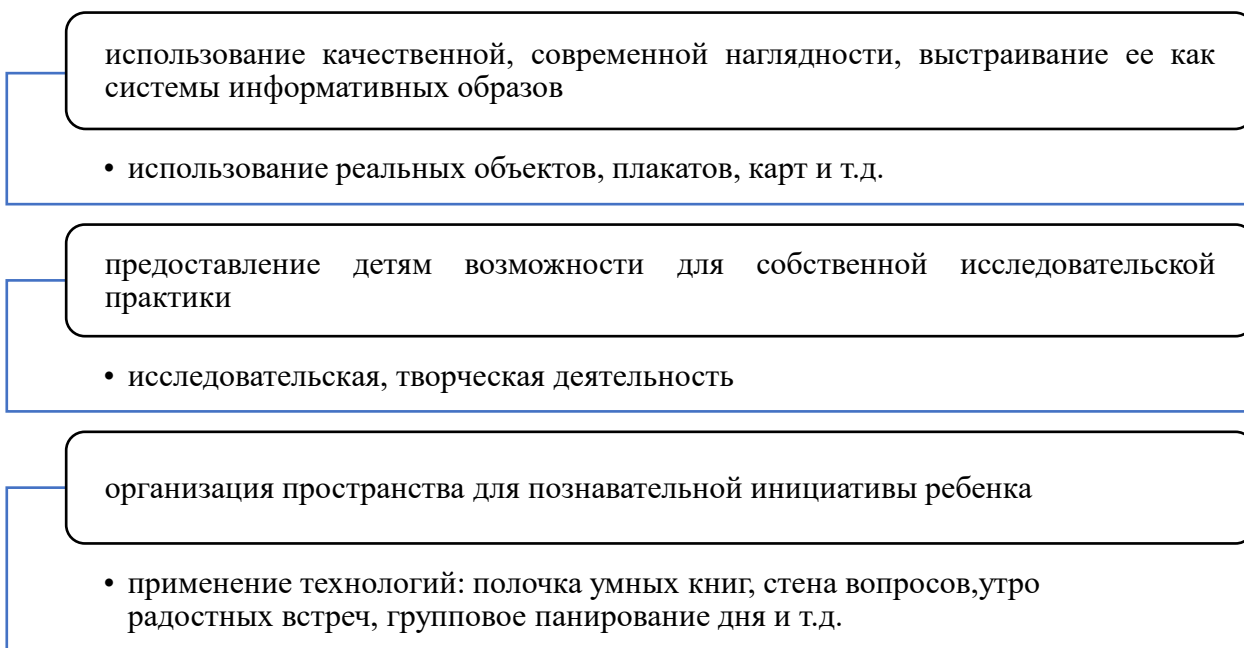 использование качественной, современной наглядности, выстраивание ее как
системы информативных образов
• использование реальных объектов, плакатов, карт и т.д.
предоставление детям возможности для собственной исследовательской
практики
• исследовательская, творческая деятельность
организация пространства для познавательной инициативы ребенка
• применение технологий: полочка умных книг, стена вопросов,утро
радостных встреч, групповое панирование дня и т.д.